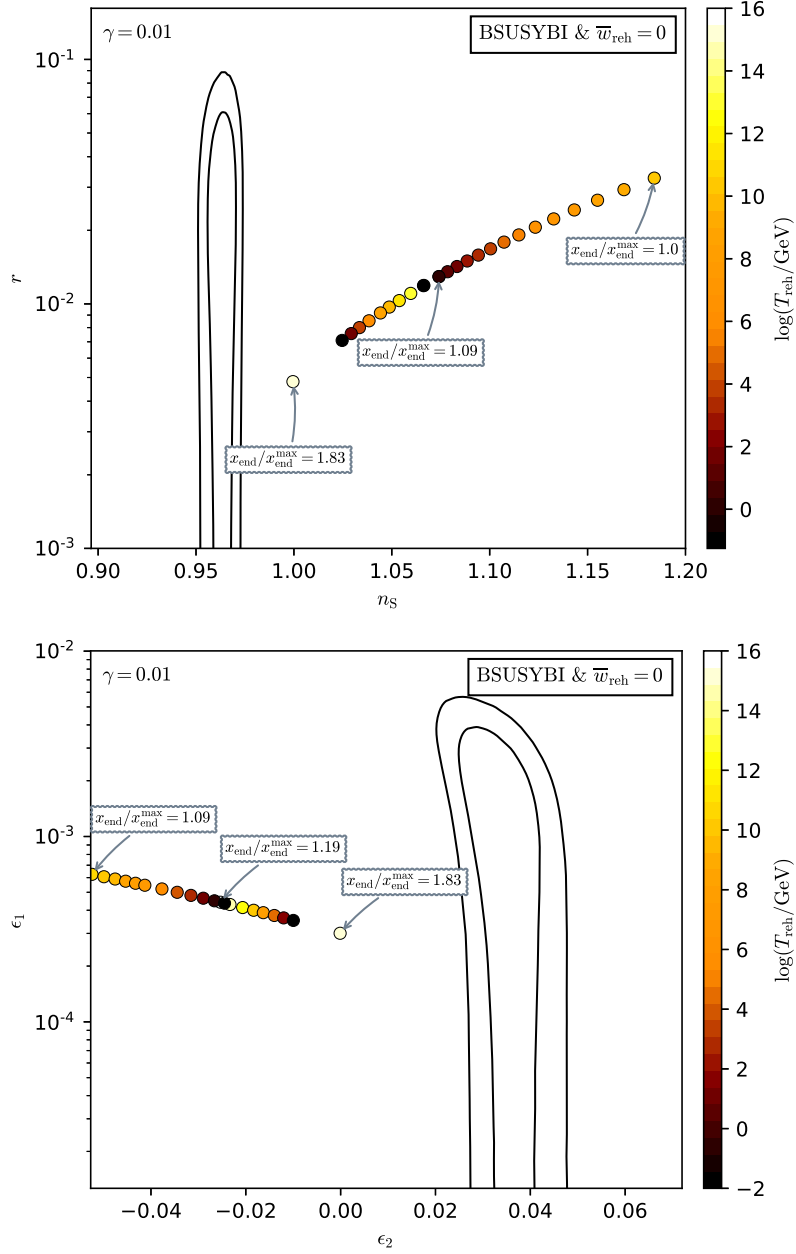 γ = 0.01
BSUSYBI & w̅_reh = 0
10^-1
10^-2
10^-3
r
x_end/x_end^max = 1.0
x_end/x_end^max = 1.09
x_end/x_end^max = 1.83
0.90 0.95 1.00 1.05 1.10 1.15 1.20
n_S
16
14
12
10
8
6
4
2
0
log(T_reh/GeV)
γ = 0.01
BSUSYBI & w̅_reh = 0
10^-2
10^-3
10^-4
ϵ_1
x_end/x_end^max = 1.09
x_end/x_end^max = 1.19
x_end/x_end^max = 1.83
−0.04 −0.02 0.00 0.02 0.04 0.06
ϵ_2
16
14
12
10
8
6
4
2
0
−2
log(T_reh/GeV)